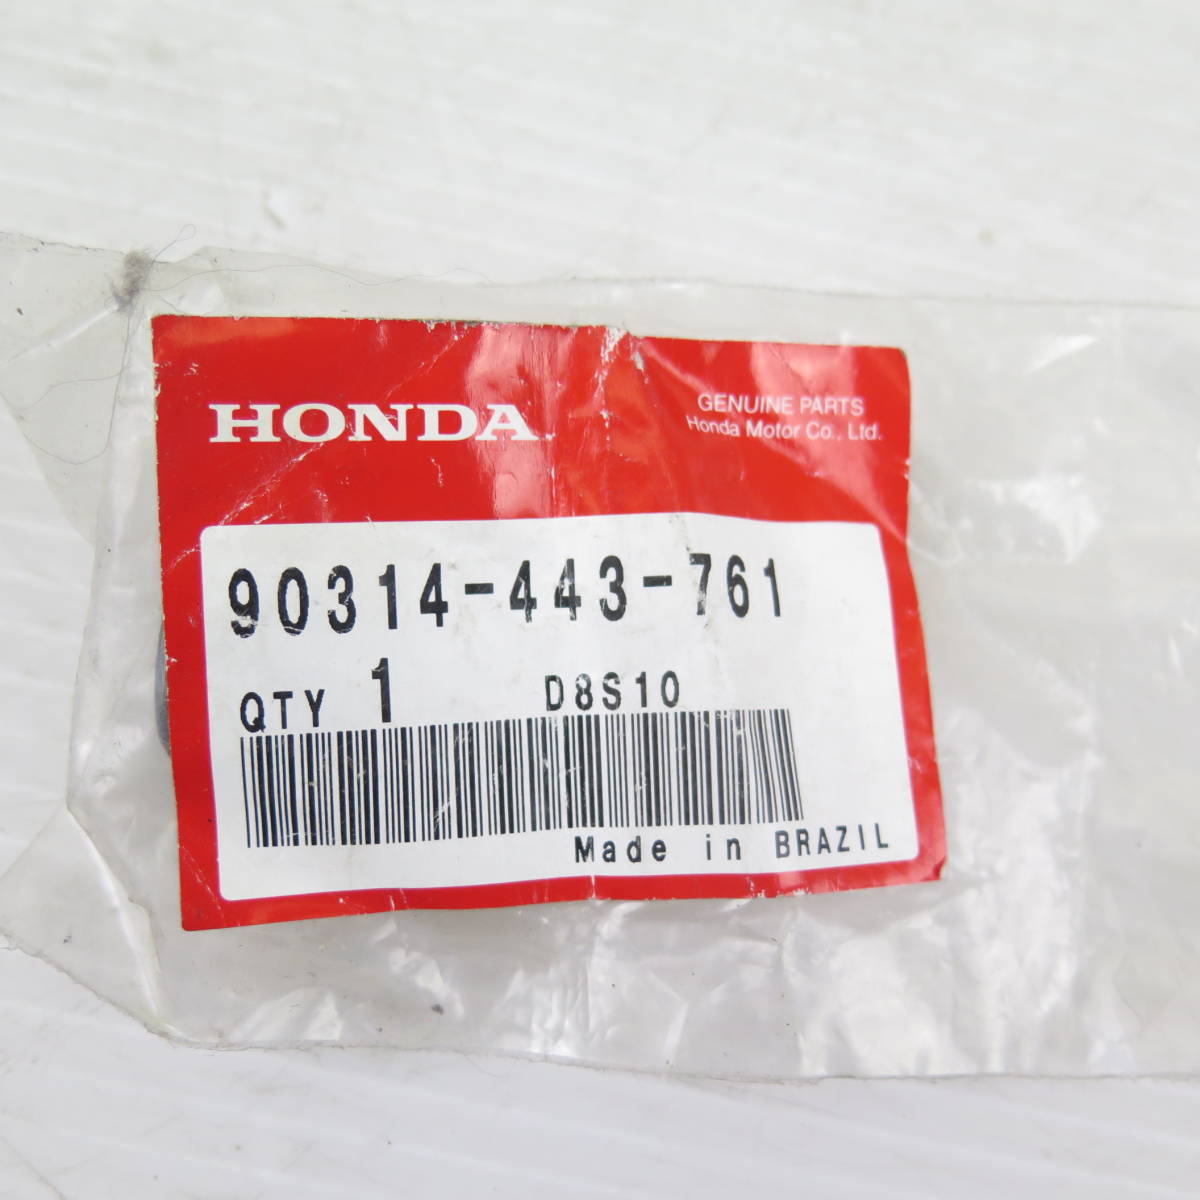 HONDA
GENUINE PARTS
Honda Motor Co., Ltd.
90314-443-761
QTY 1 D8S10
Made in BRAZIL